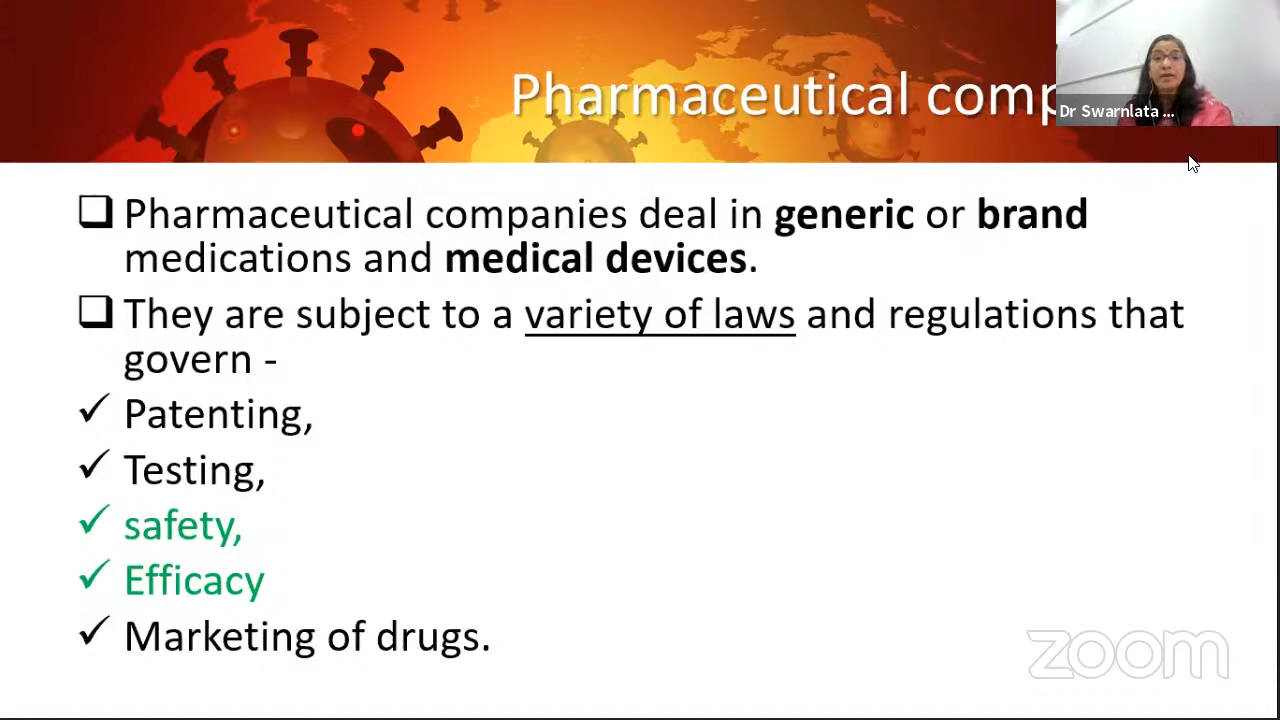 Pharmaceutical comp
Dr Swarnlata ...
Pharmaceutical companies deal in generic or brand
medications and medical devices.
They are subject to a variety of laws and regulations that
govern -
Patenting,
Testing,
safety,
Efficacy
Marketing of drugs.
zoom